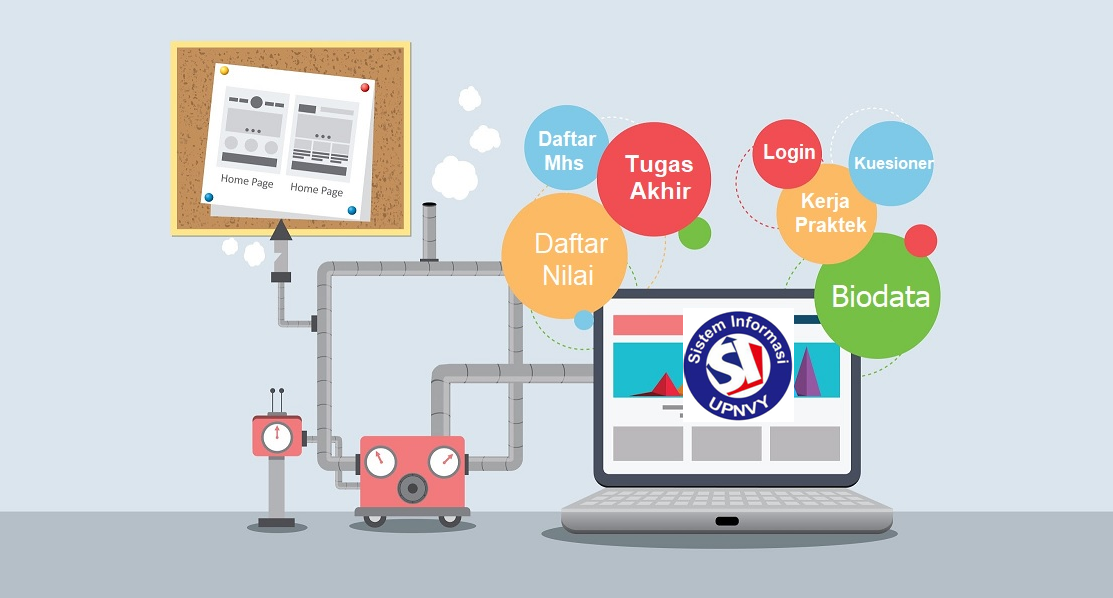 Home Page
Home Page
Daftar
Mhs
Tugas
Akhir
Daftar
Nilai
Login
Kuesioner
Kerja
Praktek
Biodata
Sistem Informasi
SI
UPNVY